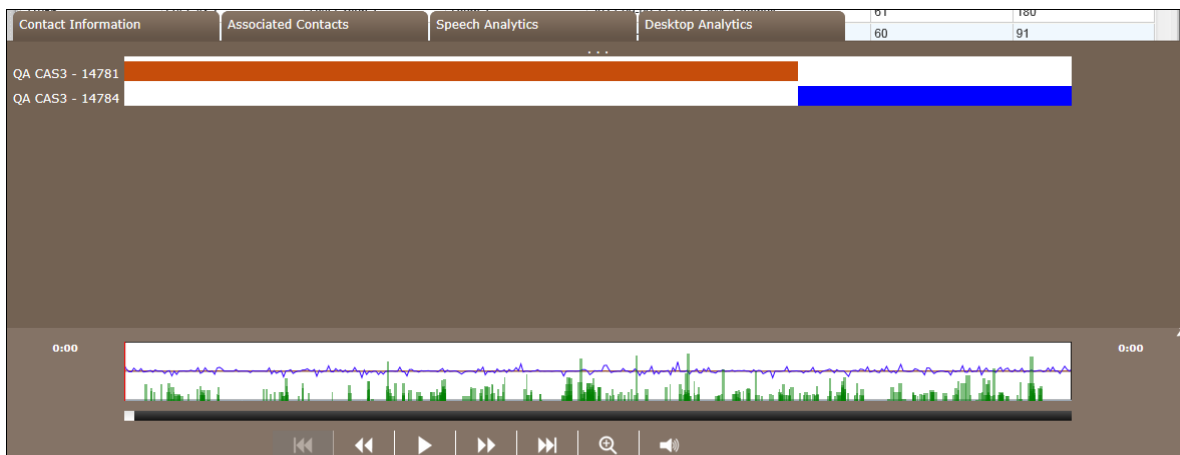 61 180
Contact Information Associated Contacts Speech Analytics Desktop Analytics
60 91
...
QA CAS3 - 14781
QA CAS3 - 14784
0:00 0:00